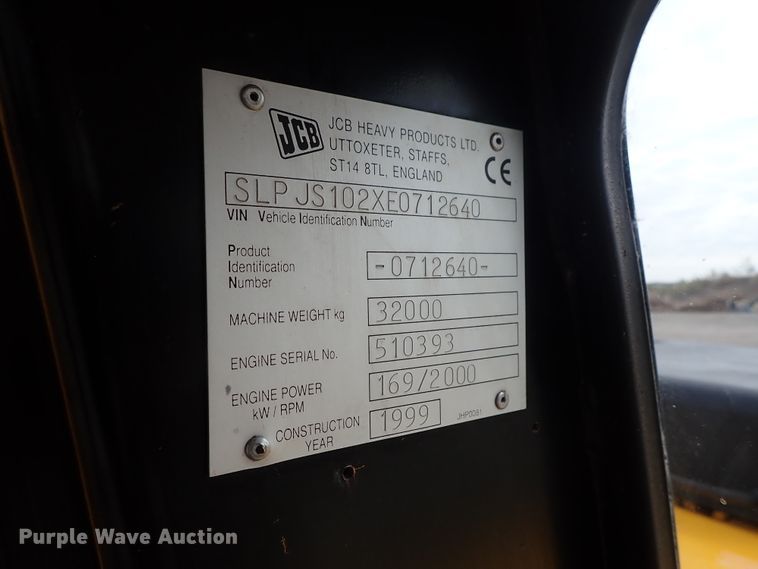 JCB
JCB HEAVY PRODUCTS LTD.
UTTOXETER, STAFFS,
ST14 8TL, ENGLAND
CE
SLP JS102XE0712640
VIN Vehicle Identification Number
Product
Identification
Number
-0712640-
MACHINE WEIGHT kg
32000
ENGINE SERIAL No.
510393
ENGINE POWER
kW / RPM
169/2000
CONSTRUCTION
YEAR
1999
JHP0081
Purple Wave Auction